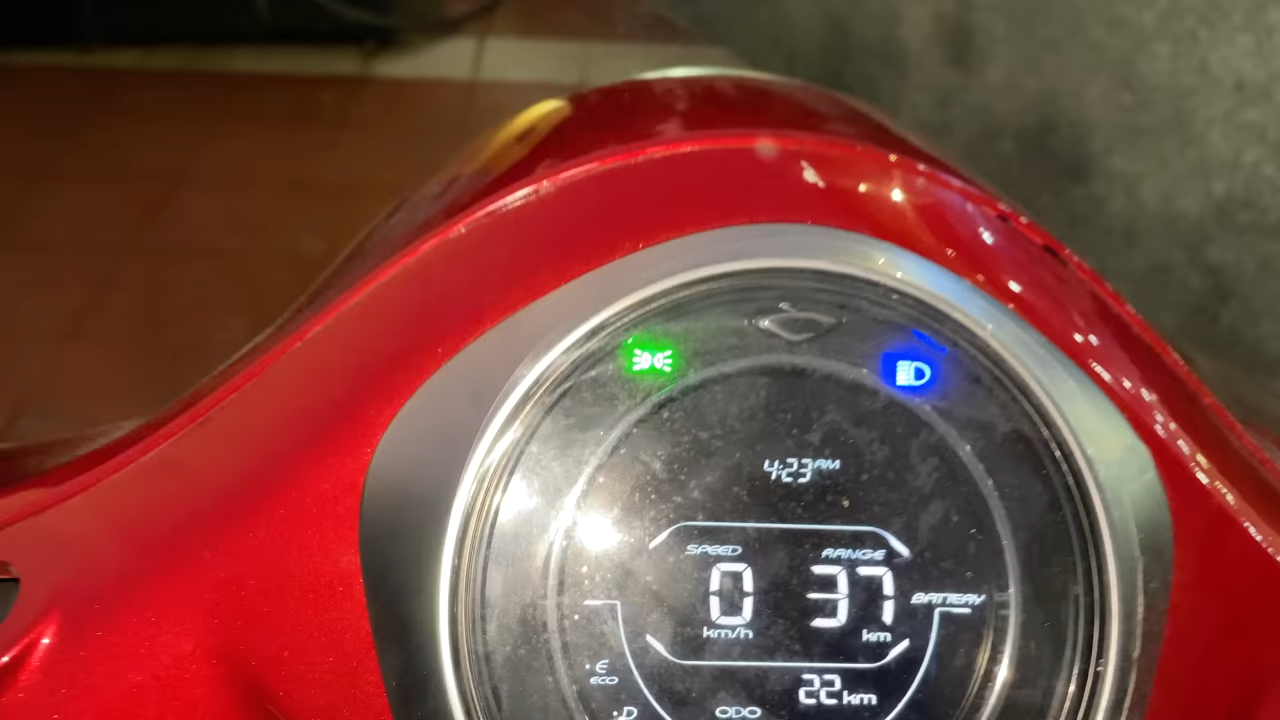 4:23 AM
SPEED RANGE
0 37
BATTERY
km/h km
E
ECO
22 km
D ODO